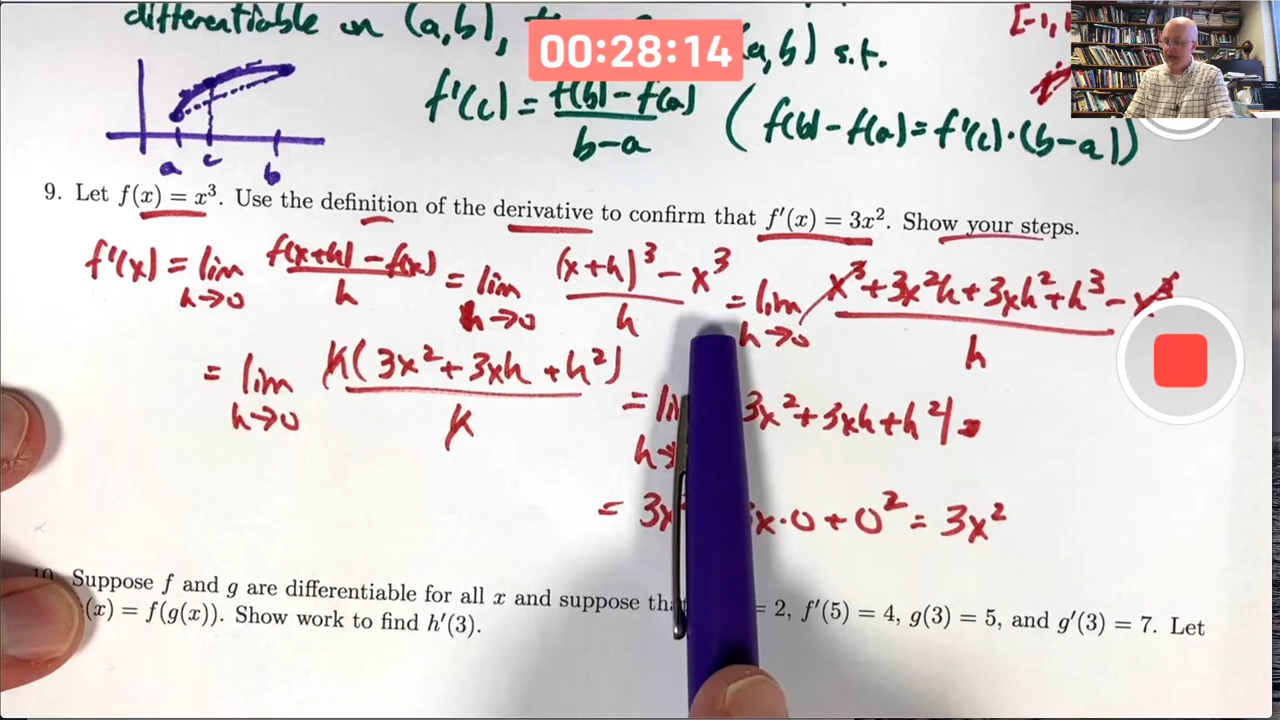 differentiable on (a,b),
(a,b) s.t.
[-1,
00:28:14
f'(c) = f(b) - f(a) / b-a (f(b) - f(a) = f'(c)·(b-a))
a c b
9. Let f(x) = x³. Use the definition of the derivative to confirm that f′(x) = 3x². Show your steps.
f'(x) = lim h→0 f(x+h) - f(x) / h = lim h→0 (x+h)³ - x³ / h = lim h→0 x³ + 3x²h + 3xh² + h³ - x³ / h
= lim h→0 h(3x² + 3xh + h²) / h = 3x² + 3xh + h²) =
= 3x x·0 + 0² = 3x²
10. Suppose f and g are differentiable for all x and suppose = 2, f′(5) = 4, g(3) = 5, and g′(3) = 7. Let
(x) = f(g(x)). Show work to find h′(3).